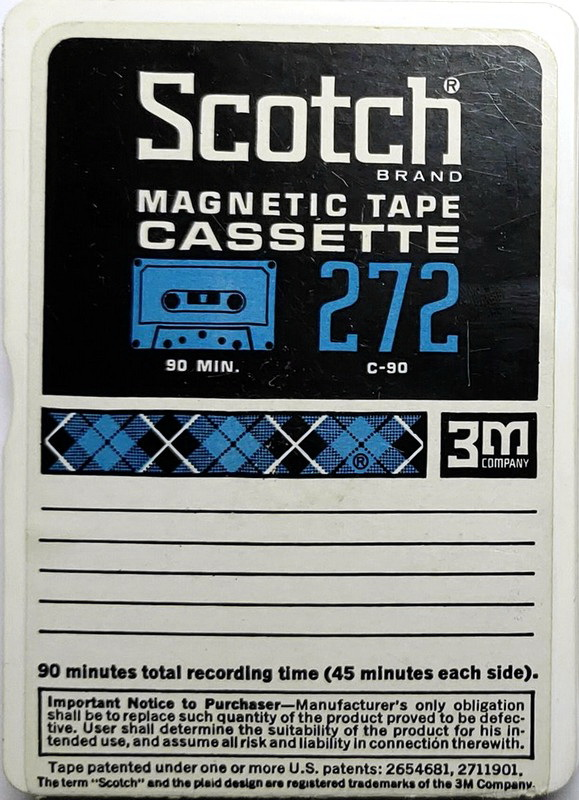 Scotch®
BRAND
MAGNETIC TAPE
CASSETTE
272
90 MIN. C-90
®
3M
COMPANY
90 minutes total recording time (45 minutes each side).
Important Notice to Purchaser—Manufacturer's only obligation
shall be to replace such quantity of the product proved to be defec-
tive. User shall determine the suitability of the product for his in-
tended use, and assume all risk and liability in connection therewith.
Tape patented under one or more U.S. patents: 2654681, 2711901.
The term "Scotch" and the plaid design are registered trademarks of the 3M Company.